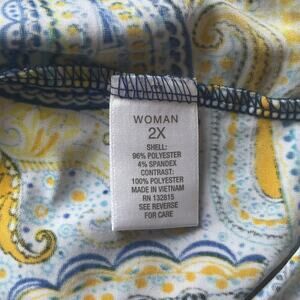 WOMAN
2X
SHELL:
96% POLYESTER
4% SPANDEX
CONTRAST:
100% POLYESTER
MADE IN VIETNAM
RN 132815
SEE REVERSE
FOR CARE